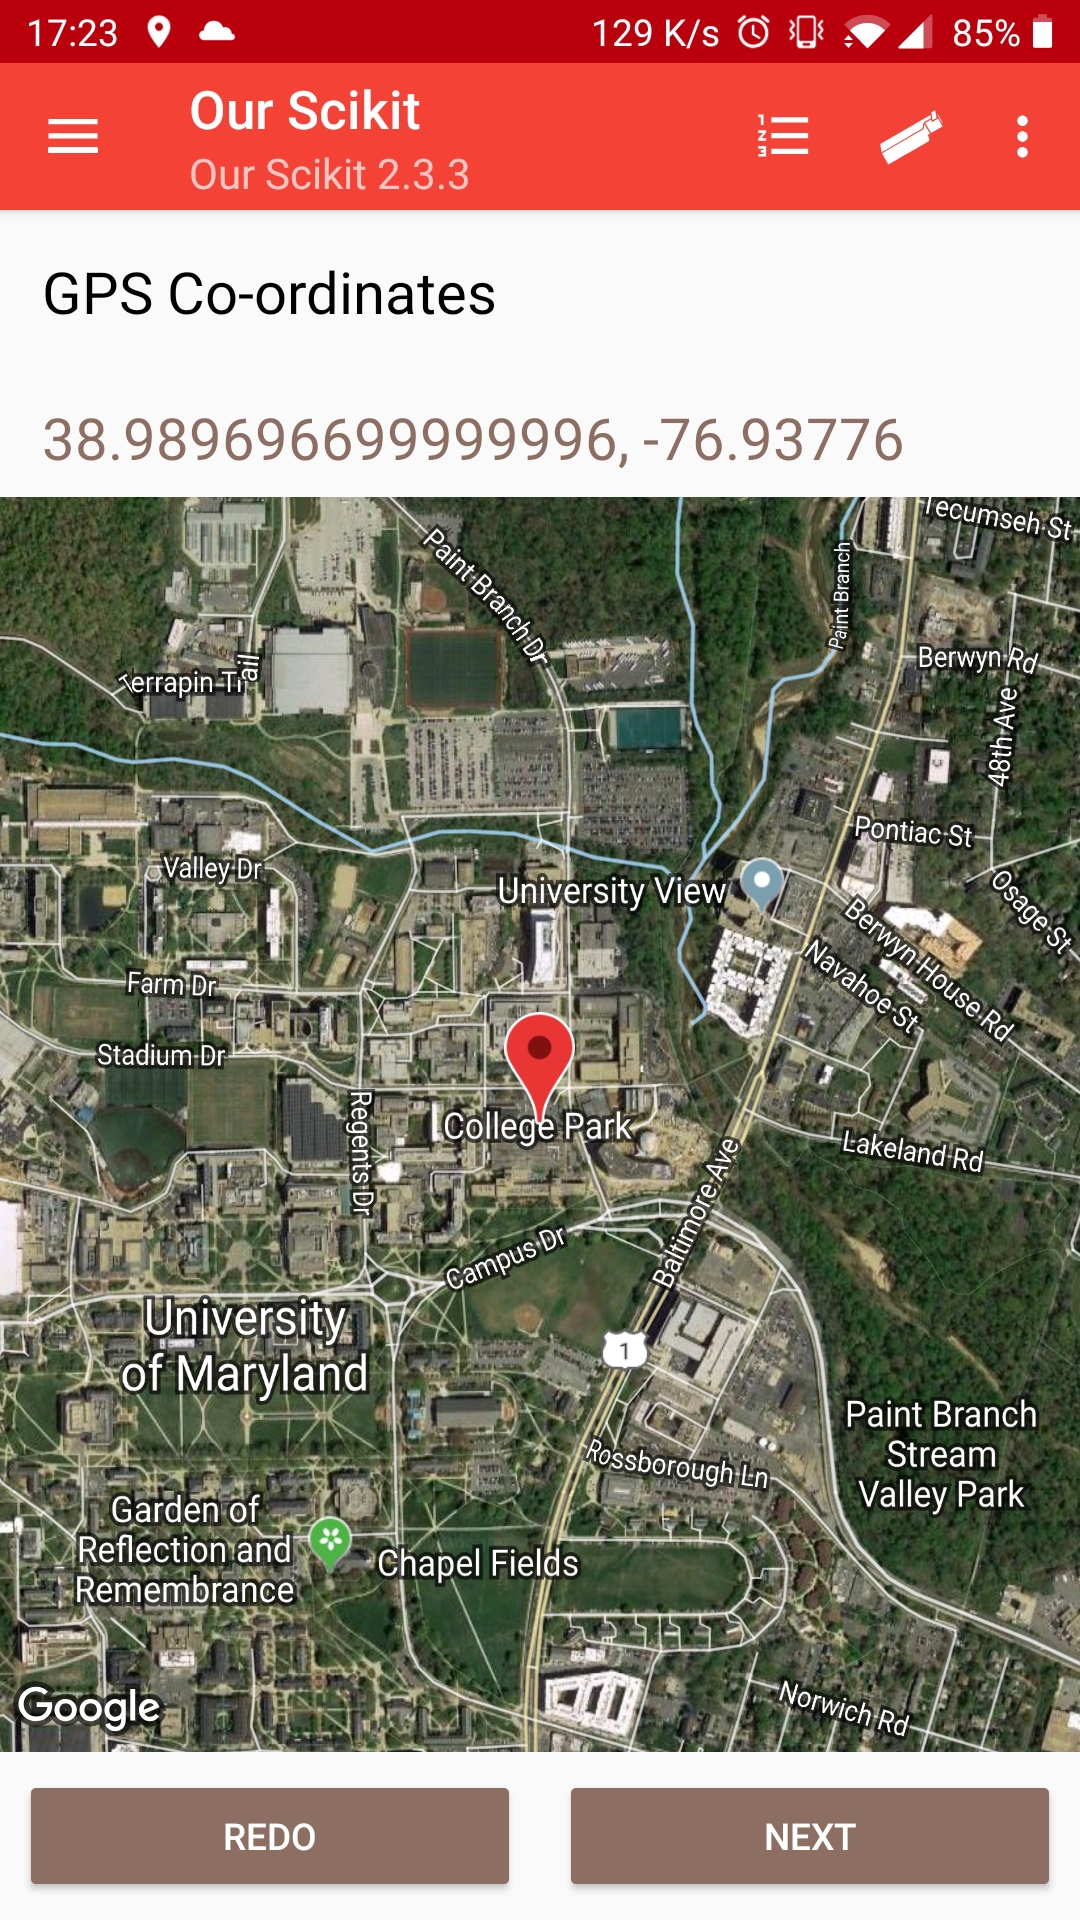 17:23
129 K/s
85%
Our Scikit
Our Scikit 2.3.3
1
2
3
GPS Co-ordinates
38.989696699999996, -76.93776
Tecumseh St
Paint Branch Dr
Paint Branch
Berwyn Rd
Terrapin Trail
48th Ave
Pontiac St
Valley Dr
University View
Osage St
Berwyn House Rd
Navahoe St
Farm Dr
Stadium Dr
Regents Dr
College Park
Lakeland Rd
Baltimore Ave
Campus Dr
University
of Maryland
1
Paint Branch
Stream
Valley Park
Rossborough Ln
Garden of
Reflection and
Remembrance
Chapel Fields
Google
Norwich Rd
REDO
NEXT